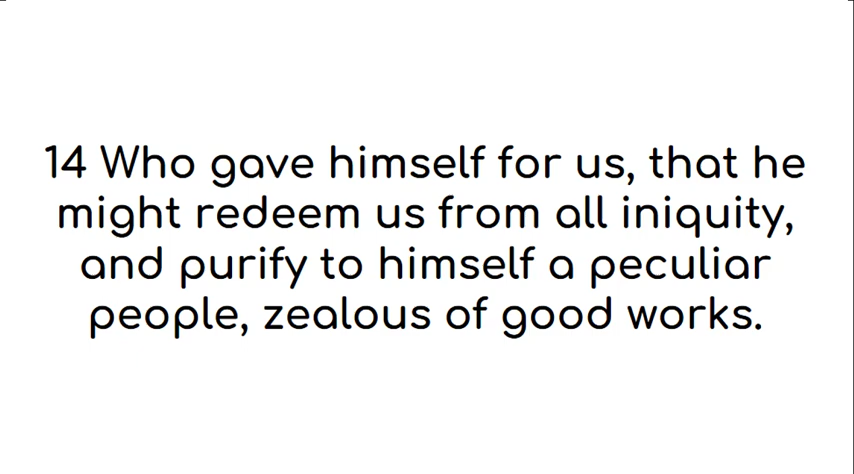 14 Who gave himself for us, that he
might redeem us from all iniquity,
and purify to himself a peculiar
people, zealous of good works.